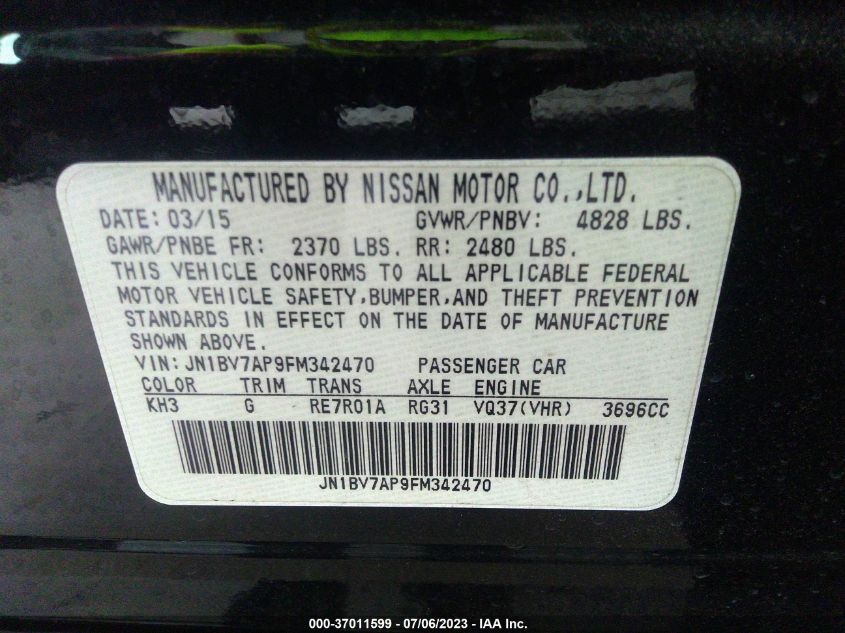 MANUFACTURED BY NISSAN MOTOR CO.,LTD.
DATE: 03/15 GVWR/PNBV: 4828 LBS.
GAWR/PNBE FR: 2370 LBS. RR: 2480 LBS.
THIS VEHICLE CONFORMS TO ALL APPLICABLE FEDERAL
MOTOR VEHICLE SAFETY,BUMPER,AND THEFT PREVENTION
STANDARDS IN EFFECT ON THE DATE OF MANUFACTURE
SHOWN ABOVE.
VIN: JN1BV7AP9FM342470 PASSENGER CAR
COLOR TRIM TRANS AXLE ENGINE
KH3 G RE7R01A RG31 VQ37(VHR) 3696CC
JN1BV7AP9FM342470
000-37011599 - 07/06/2023 - IAA Inc.